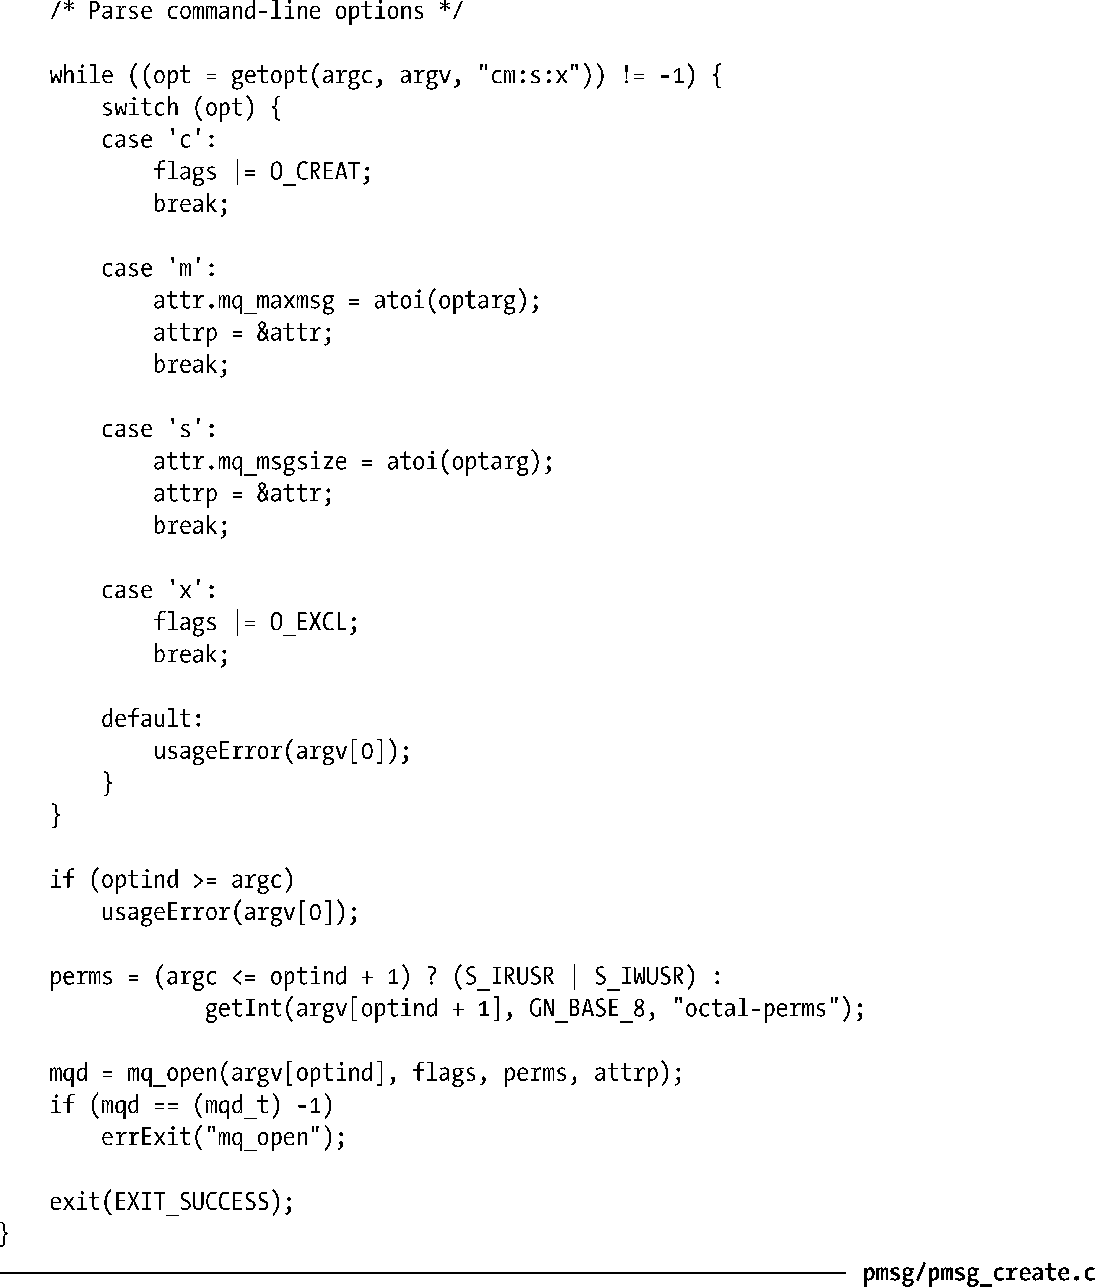 /* Parse command-line options */
while ((opt = getopt(argc, argv, "cm:s:x")) != -1) {
switch (opt) {
case 'c':
flags |= O_CREAT;
break;
case 'm':
attr.mq_maxmsg = atoi(optarg);
attrp = &attr;
break;
case 's':
attr.mq_msgsize = atoi(optarg);
attrp = &attr;
break;
case 'x':
flags |= O_EXCL;
break;
default:
usageError(argv[0]);
}
}
if (optind >= argc)
usageError(argv[0]);
perms = (argc <= optind + 1) ? (S_IRUSR | S_IWUSR) :
getInt(argv[optind + 1], GN_BASE_8, "octal-perms");
mqd = mq_open(argv[optind], flags, perms, attrp);
if (mqd == (mqd_t) -1)
errExit("mq_open");
exit(EXIT_SUCCESS);
}
pmsg/pmsg_create.c